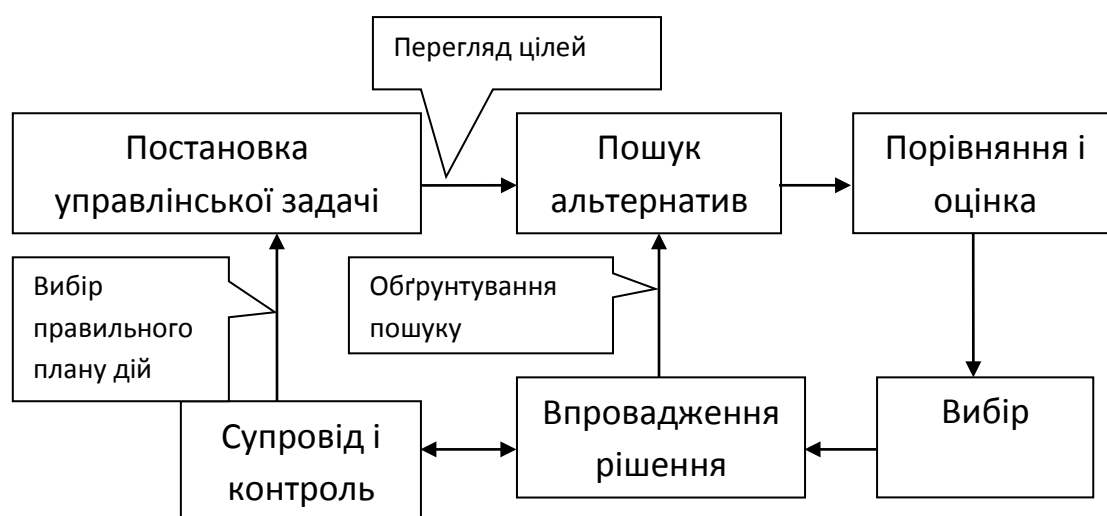 Перегляд цілей
Постановка
управлінської задачі
Пошук
альтернатив
Порівняння і
оцінка
Вибір
правильного
плану дій
Обґрунтування
пошуку
Супровід і
контроль
Впровадження
рішення
Вибір